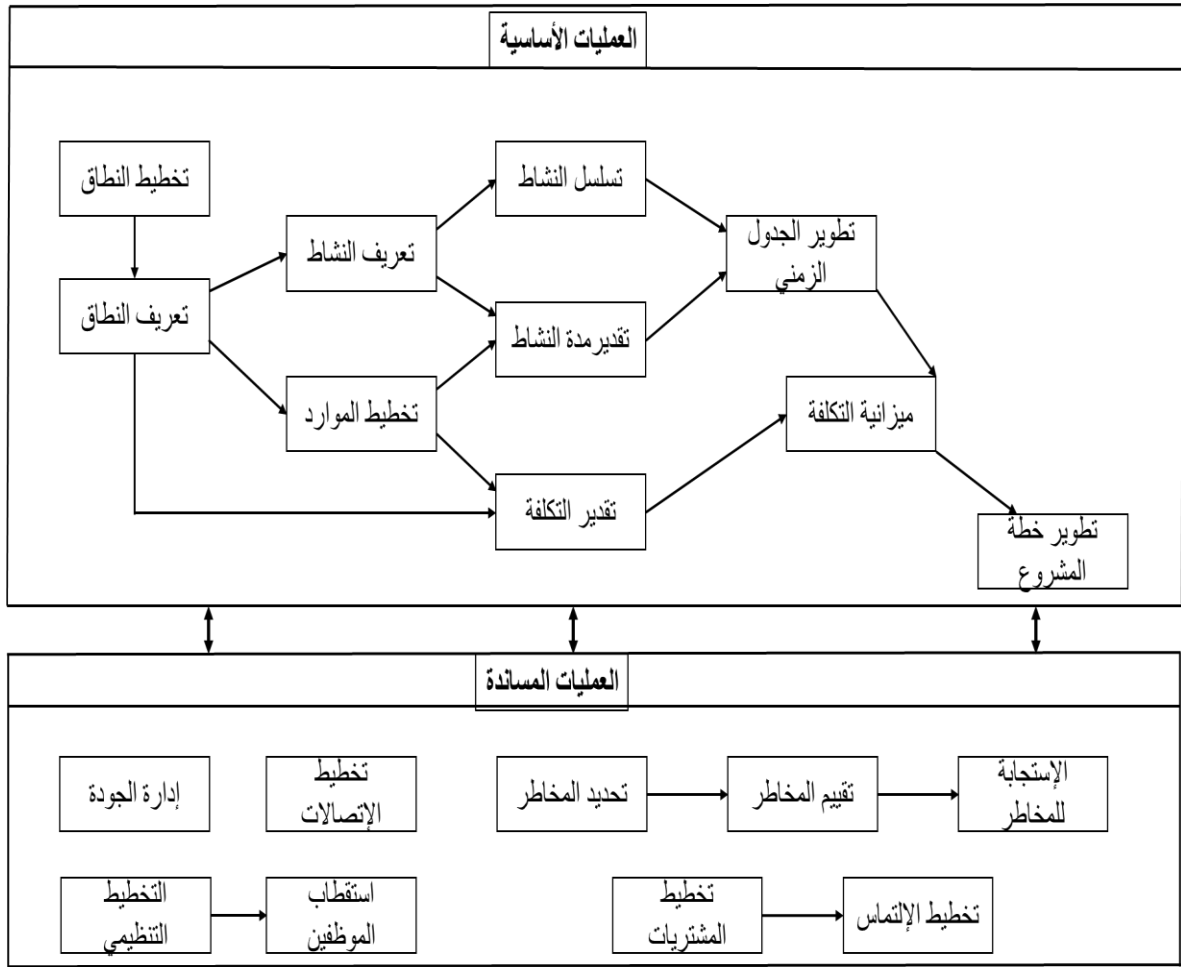 العمليات الأساسية
تخطيط النطاق
تسلسل النشاط
تعريف النشاط
تطوير الجدول
الزمني
تعريف النطاق
تقديرمدة النشاط
تخطيط الموارد
ميزانية التكلفة
تقدير التكلفة
تطوير خطة
المشروع
العمليات المساندة
إدارة الجودة
تخطيط
الإتصالات
تحديد المخاطر
تقييم المخاطر
الإستجابة
للمخاطر
التخطيط
التنظيمي
استقطاب
الموظفين
تخطيط
المشتريات
تخطيط الإلتماس